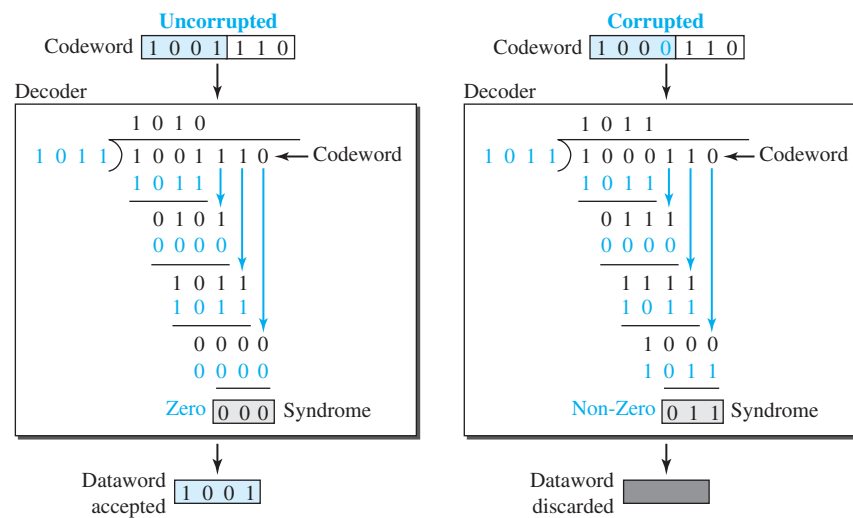 Uncorrupted
Codeword 1 0 0 1 1 1 0
Decoder
1 0 1 0
1 0 1 1 ) 1 0 0 1 1 1 0 Codeword
1 0 1 1
0 1 0 1
0 0 0 0
1 0 1 1
1 0 1 1
0 0 0 0
0 0 0 0
Zero 0 0 0 Syndrome
Dataword
accepted
1 0 0 1
Corrupted
Codeword 1 0 0 0 1 1 0
Decoder
1 0 1 1
1 0 1 1 ) 1 0 0 0 1 1 0 Codeword
1 0 1 1
0 1 1 1
0 0 0 0
1 1 1 1
1 0 1 1
1 0 0 0
1 0 1 1
Non-Zero 0 1 1 Syndrome
Dataword
discarded